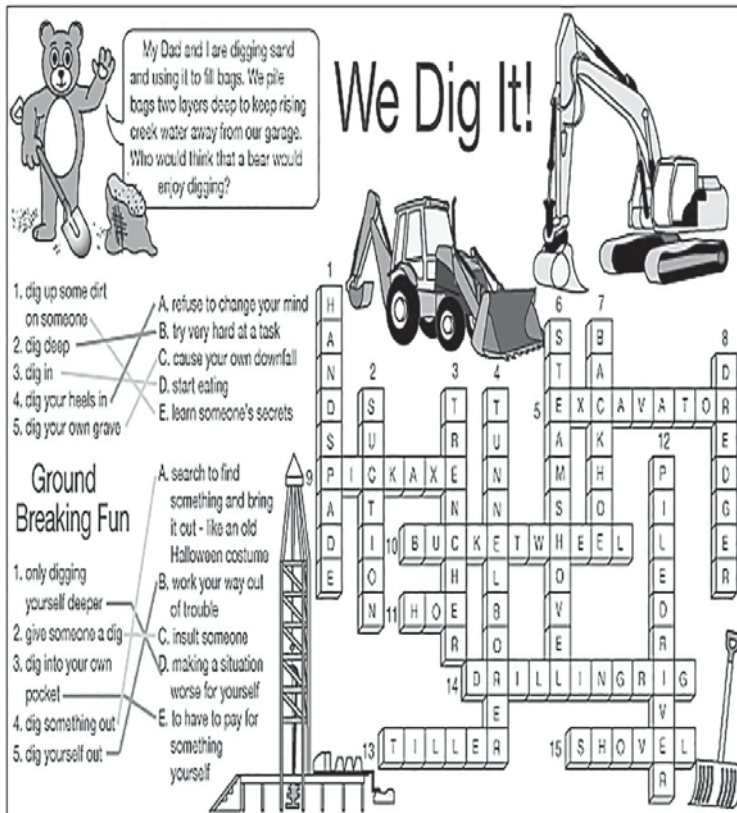 My Dad and I are digging sand
and using it to fill bags. We pile
bags two layers deep to keep rising
creek water away from our garage.
Who would think that a bear would
enjoy digging?
We Dig It!
1. dig up some dirt
on someone
2. dig deep
3. dig in
4. dig your heels in
5. dig your own grave
A. refuse to change your mind
B. try very hard at a task
C. cause your own downfall
D. start eating
E. learn someone's secrets
Ground
Breaking Fun
1. only digging
yourself deeper
2. give someone a dig
3. dig into your own
pocket
4. dig something out
5. dig yourself out
A. search to find
something and bring
it out - like an old
Halloween costume
B. work your way out
of trouble
C. insult someone
D. making a situation
worse for yourself
E. to have to pay for
something
yourself
1 HANDSPADE
2 SUCTION
3 TRENCHER
4 TUNNELBORER
5 EXCAVATOR
6 STEAMSHOVEL
7 BACKHOE
8 DREDGER
9 PICKAXE
10 BUCKETWHEEL
11 HOE
12 PILEDRIVER
13 TILLER
14 DRILLINGRIG
15 SHOVEL